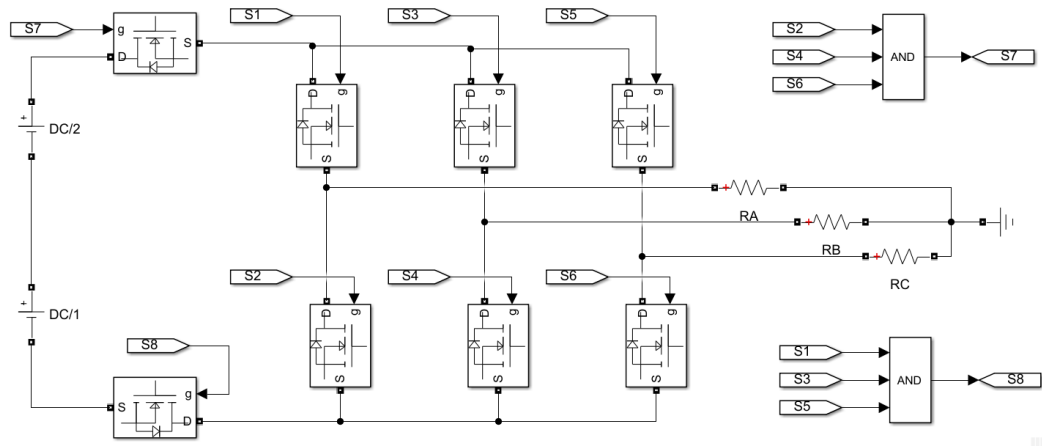 S7
S1
S3
S5
S2
S4
S6
AND
S7
g
D
S
D
g
S
D
g
S
D
g
S
+
DC/2
+
RA
+
RB
+
RC
S2
S4
S6
+
DC/1
D
g
S
D
g
S
D
g
S
S8
S
g
D
S1
S3
S5
AND
S8